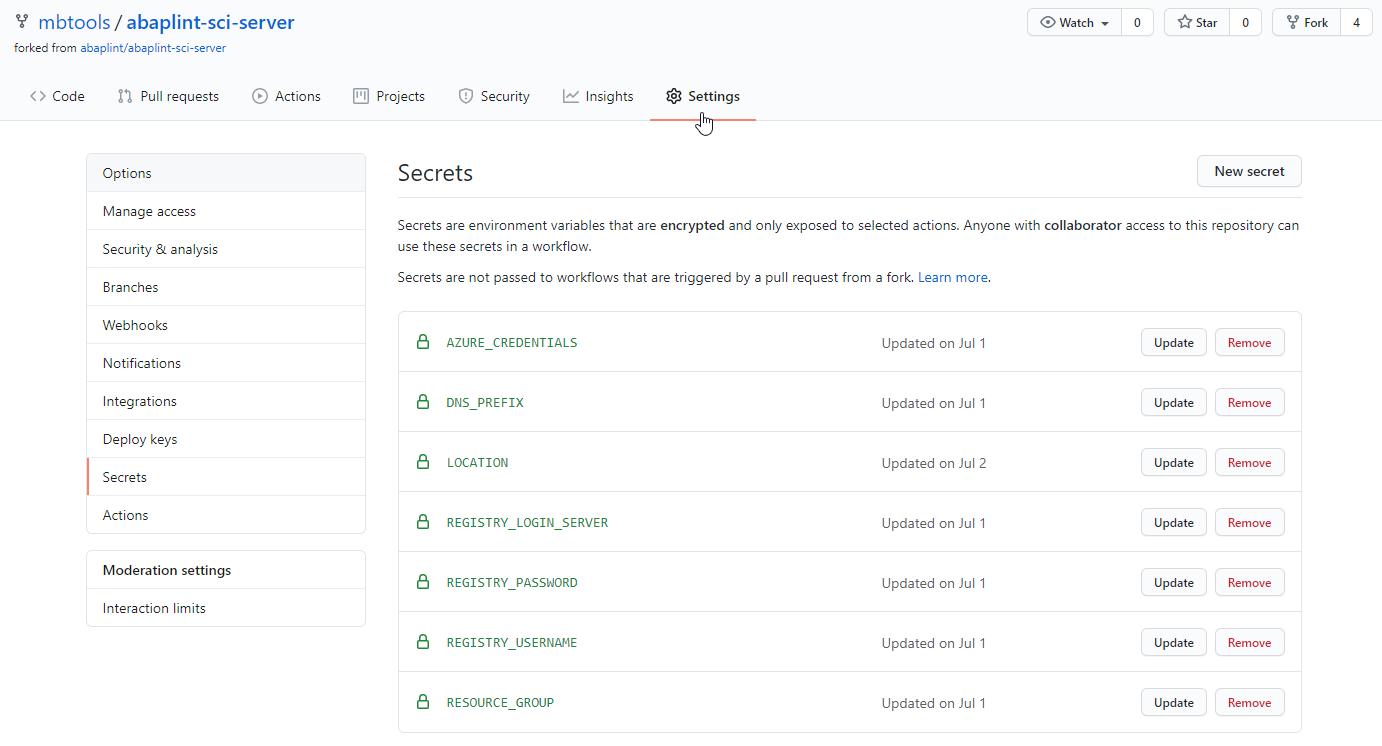 mbtools / abaplint-sci-server
Watch 0 Star 0 Fork 4
forked from abaplint/abaplint-sci-server
Code Pull requests Actions Projects Security Insights Settings
Options
Manage access
Security & analysis
Branches
Webhooks
Notifications
Integrations
Deploy keys
Secrets
Actions
Moderation settings
Interaction limits
Secrets New secret
Secrets are environment variables that are encrypted and only exposed to selected actions. Anyone with collaborator access to this repository can
use these secrets in a workflow.
Secrets are not passed to workflows that are triggered by a pull request from a fork. Learn more.
AZURE_CREDENTIALS Updated on Jul 1 Update Remove
DNS_PREFIX Updated on Jul 1 Update Remove
LOCATION Updated on Jul 2 Update Remove
REGISTRY_LOGIN_SERVER Updated on Jul 1 Update Remove
REGISTRY_PASSWORD Updated on Jul 1 Update Remove
REGISTRY_USERNAME Updated on Jul 1 Update Remove
RESOURCE_GROUP Updated on Jul 1 Update Remove